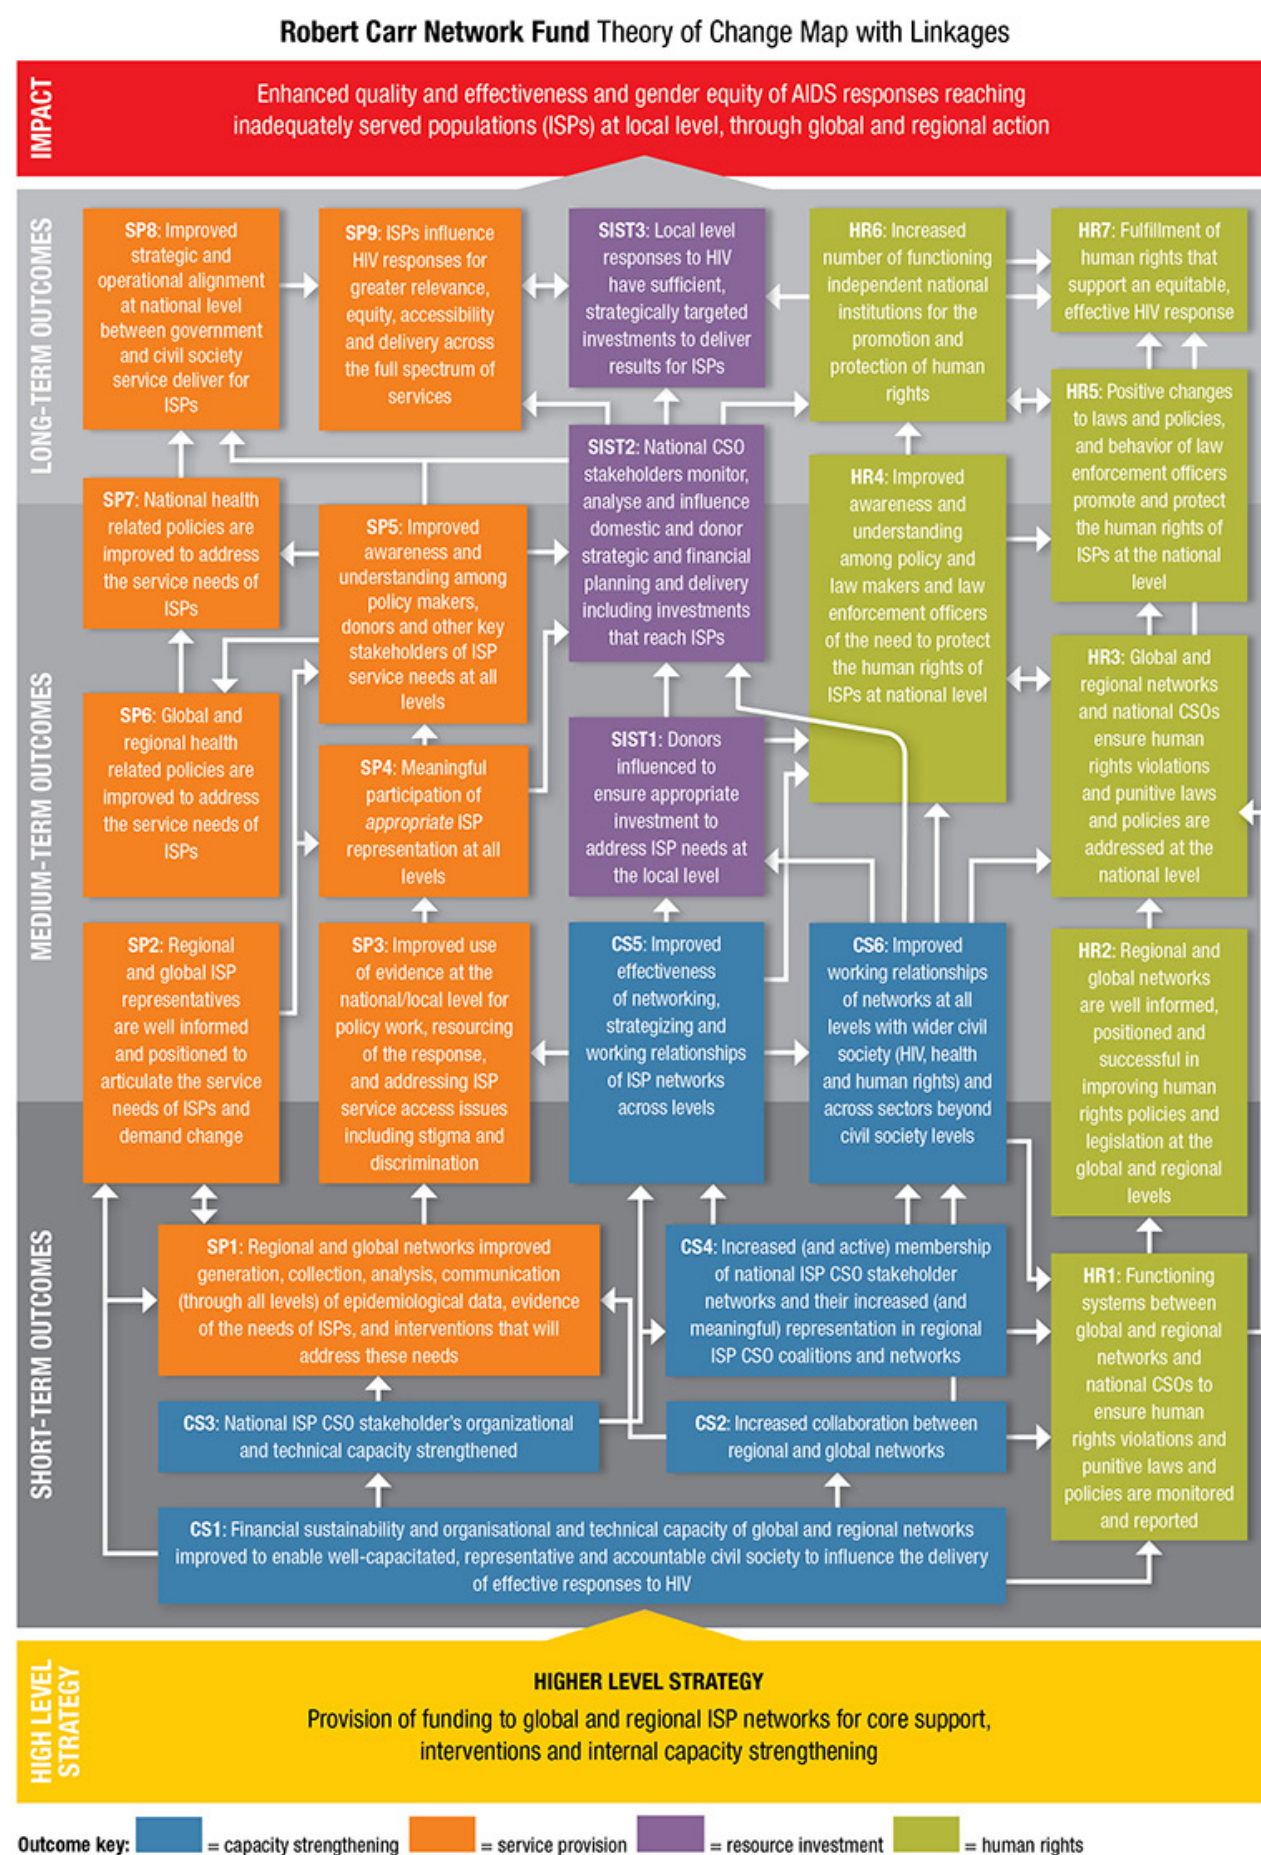 Robert Carr Network Fund Theory of Change Map with Linkages
IMPACT
Enhanced quality and effectiveness and gender equity of AIDS responses reaching
inadequately served populations (ISPs) at local level, through global and regional action
LONG-TERM OUTCOMES
SP8: Improved
strategic and
operational alignment
at national level
between government
and civil society
service deliver for
ISPs
SP9: ISPs influence
HIV responses for
greater relevance,
equity, accessibility
and delivery across
the full spectrum of
services
SIST3: Local level
responses to HIV
have sufficient,
strategically targeted
investments to deliver
results for ISPs
HR6: Increased
number of functioning
independent national
institutions for the
promotion and
protection of human
rights
HR7: Fulfillment of
human rights that
support an equitable,
effective HIV response
HR5: Positive changes
to laws and policies,
and behavior of law
enforcement officers
promote and protect
the human rights of
ISPs at the national
level
SIST2: National CSO
stakeholders monitor,
analyse and influence
domestic and donor
strategic and financial
planning and delivery
including investments
that reach ISPs
HR4: Improved
awareness and
understanding
among policy and
law makers and law
enforcement officers
of the need to protect
the human rights of
ISPs at national level
SP7: National health
related policies are
improved to address
the service needs of
ISPs
SP5: Improved
awareness and
understanding among
policy makers,
donors and other key
stakeholders of ISP
service needs at all
levels
MEDIUM-TERM OUTCOMES
HR3: Global and
regional networks
and national CSOs
ensure human
rights violations
and punitive laws
and policies are
addressed at the
national level
SP6: Global and
regional health
related policies are
improved to address
the service needs of
ISPs
SP4: Meaningful
participation of
appropriate ISP
representation at all
levels
SIST1: Donors
influenced to
ensure appropriate
investment to
address ISP needs at
the local level
SP2: Regional
and global ISP
representatives
are well informed
and positioned to
articulate the service
needs of ISPs and
demand change
SP3: Improved use
of evidence at the
national/local level for
policy work, resourcing
of the response,
and addressing ISP
service access issues
including stigma and
discrimination
CS5: Improved
effectiveness
of networking,
strategizing and
working relationships
of ISP networks
across levels
CS6: Improved
working relationships
of networks at all
levels with wider civil
society (HIV, health
and human rights) and
across sectors beyond
civil society levels
HR2: Regional and
global networks
are well informed,
positioned and
successful in
improving human
rights policies and
legislation at the
global and regional
levels
SHORT-TERM OUTCOMES
SP1: Regional and global networks improved
generation, collection, analysis, communication
(through all levels) of epidemiological data, evidence
of the needs of ISPs, and interventions that will
address these needs
CS4: Increased (and active) membership
of national ISP CSO stakeholder
networks and their increased (and
meaningful) representation in regional
ISP CSO coalitions and networks
HR1: Functioning
systems between
global and regional
networks and
national CSOs to
ensure human
rights violations and
punitive laws and
policies are monitored
and reported
CS3: National ISP CSO stakeholder's organizational
and technical capacity strengthened
CS2: Increased collaboration between
regional and global networks
CS1: Financial sustainability and organisational and technical capacity of global and regional networks
improved to enable well-capacitated, representative and accountable civil society to influence the delivery
of effective responses to HIV
HIGH LEVEL
STRATEGY
HIGHER LEVEL STRATEGY
Provision of funding to global and regional ISP networks for core support,
interventions and internal capacity strengthening
Outcome key: = capacity strengthening = service provision = resource investment = human rights